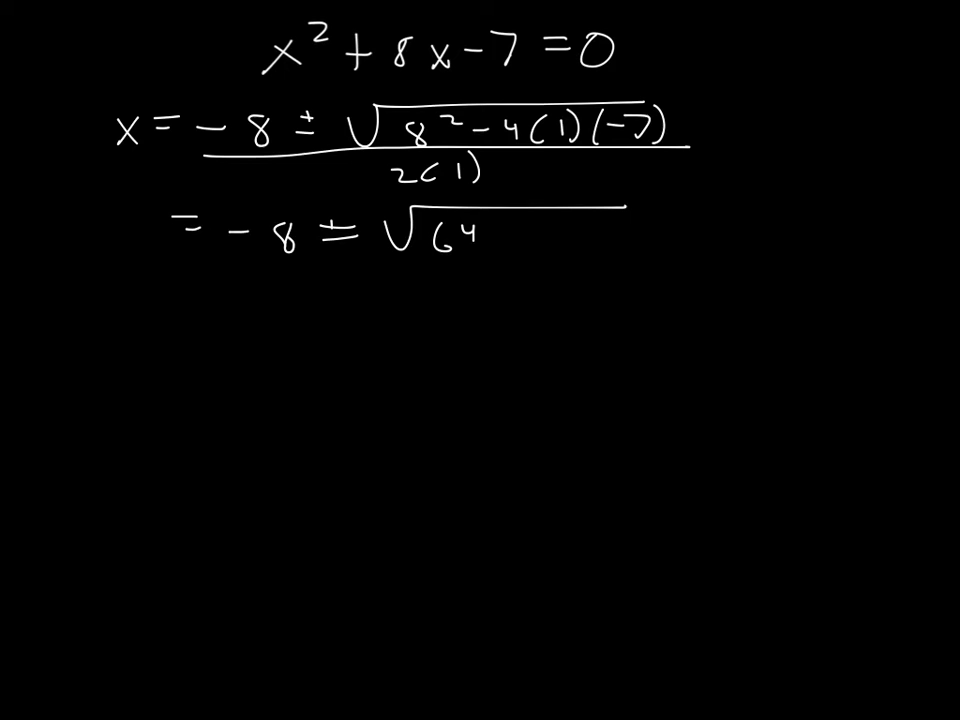 x² + 8x - 7 = 0
x = - 8 ± √8² - 4(1)(-7)
2(1)
= - 8 ± √64